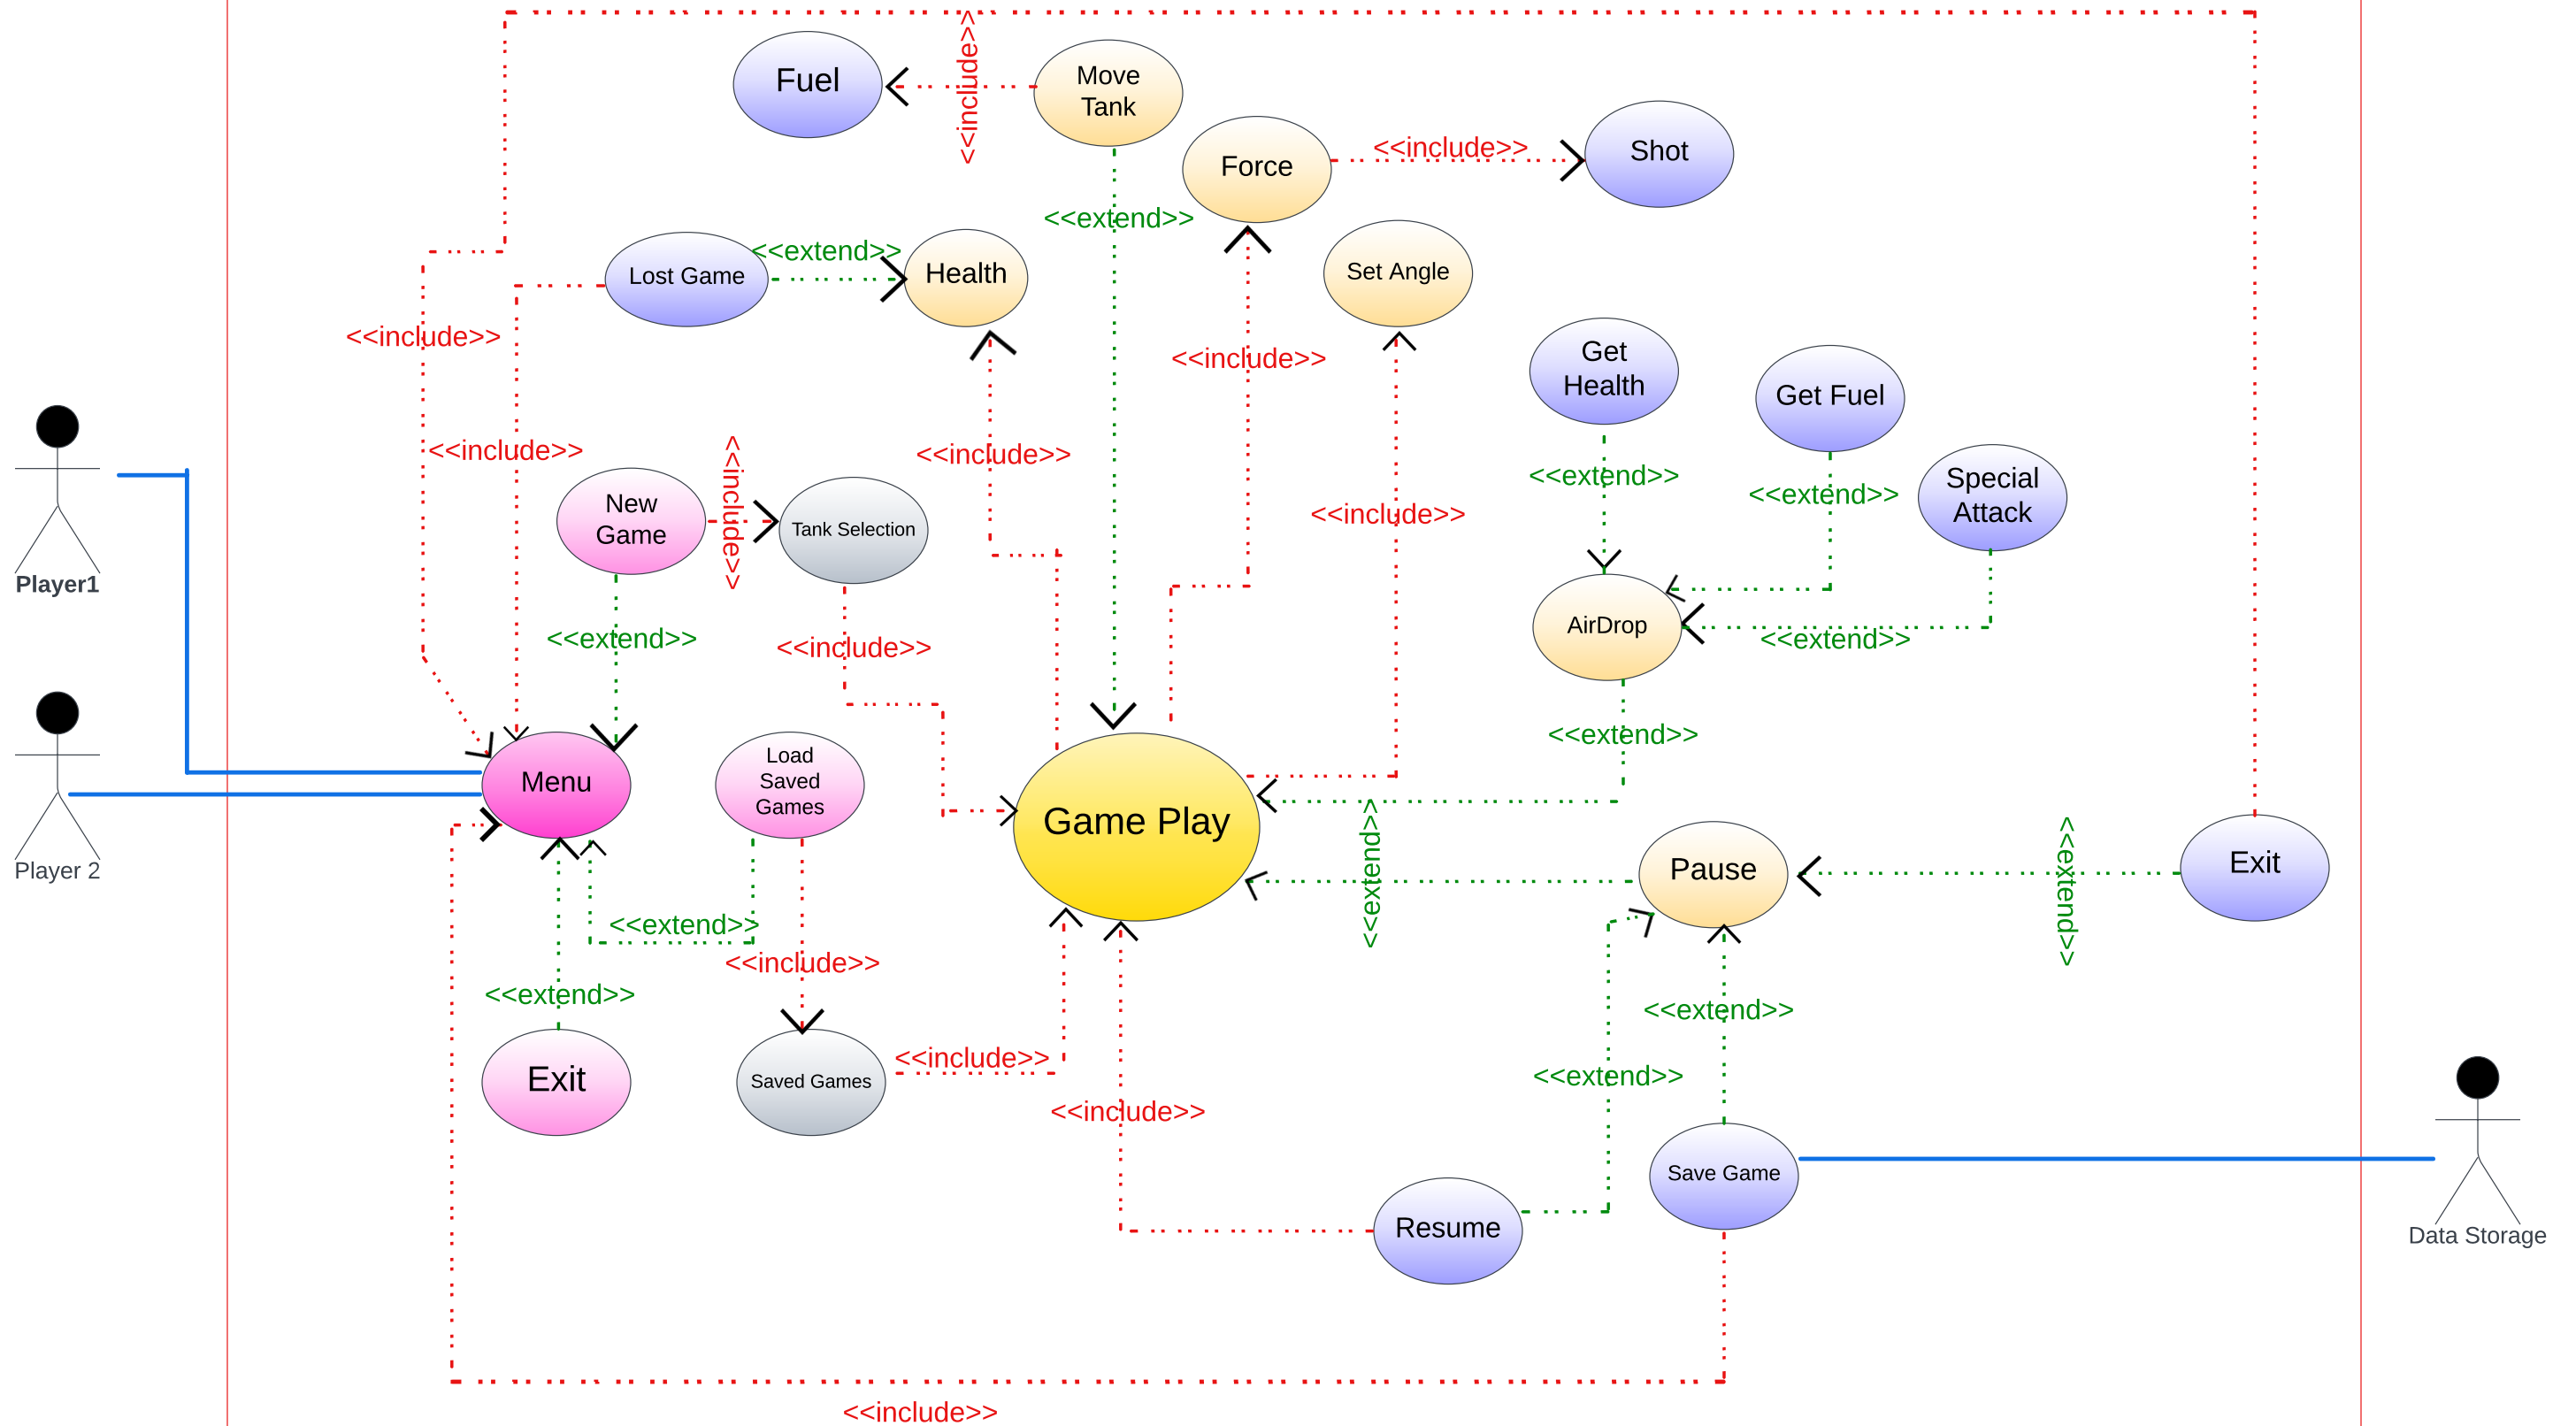 <<include>>
Fuel
Move
Tank
Force
<<include>>
Shot
<<extend>>
<<extend>>
Lost Game
Health
Set Angle
<<include>>
<<include>>
Get
Health
Get Fuel
<<include>>
<<include>>
<<include>>
<<extend>>
<<extend>>
Special
Attack
New
Game
<<include>>
Tank Selection
<<include>>
Player1
<<extend>>
<<include>>
AirDrop
<<extend>>
<<extend>>
Menu
Load
Saved
Games
Game Play
<<extend>>
Pause
<<extend>>
Exit
Player 2
<<extend>>
<<include>>
<<extend>>
<<extend>>
Exit
Saved Games
<<include>>
<<extend>>
<<include>>
Save Game
Resume
Data Storage
<<include>>